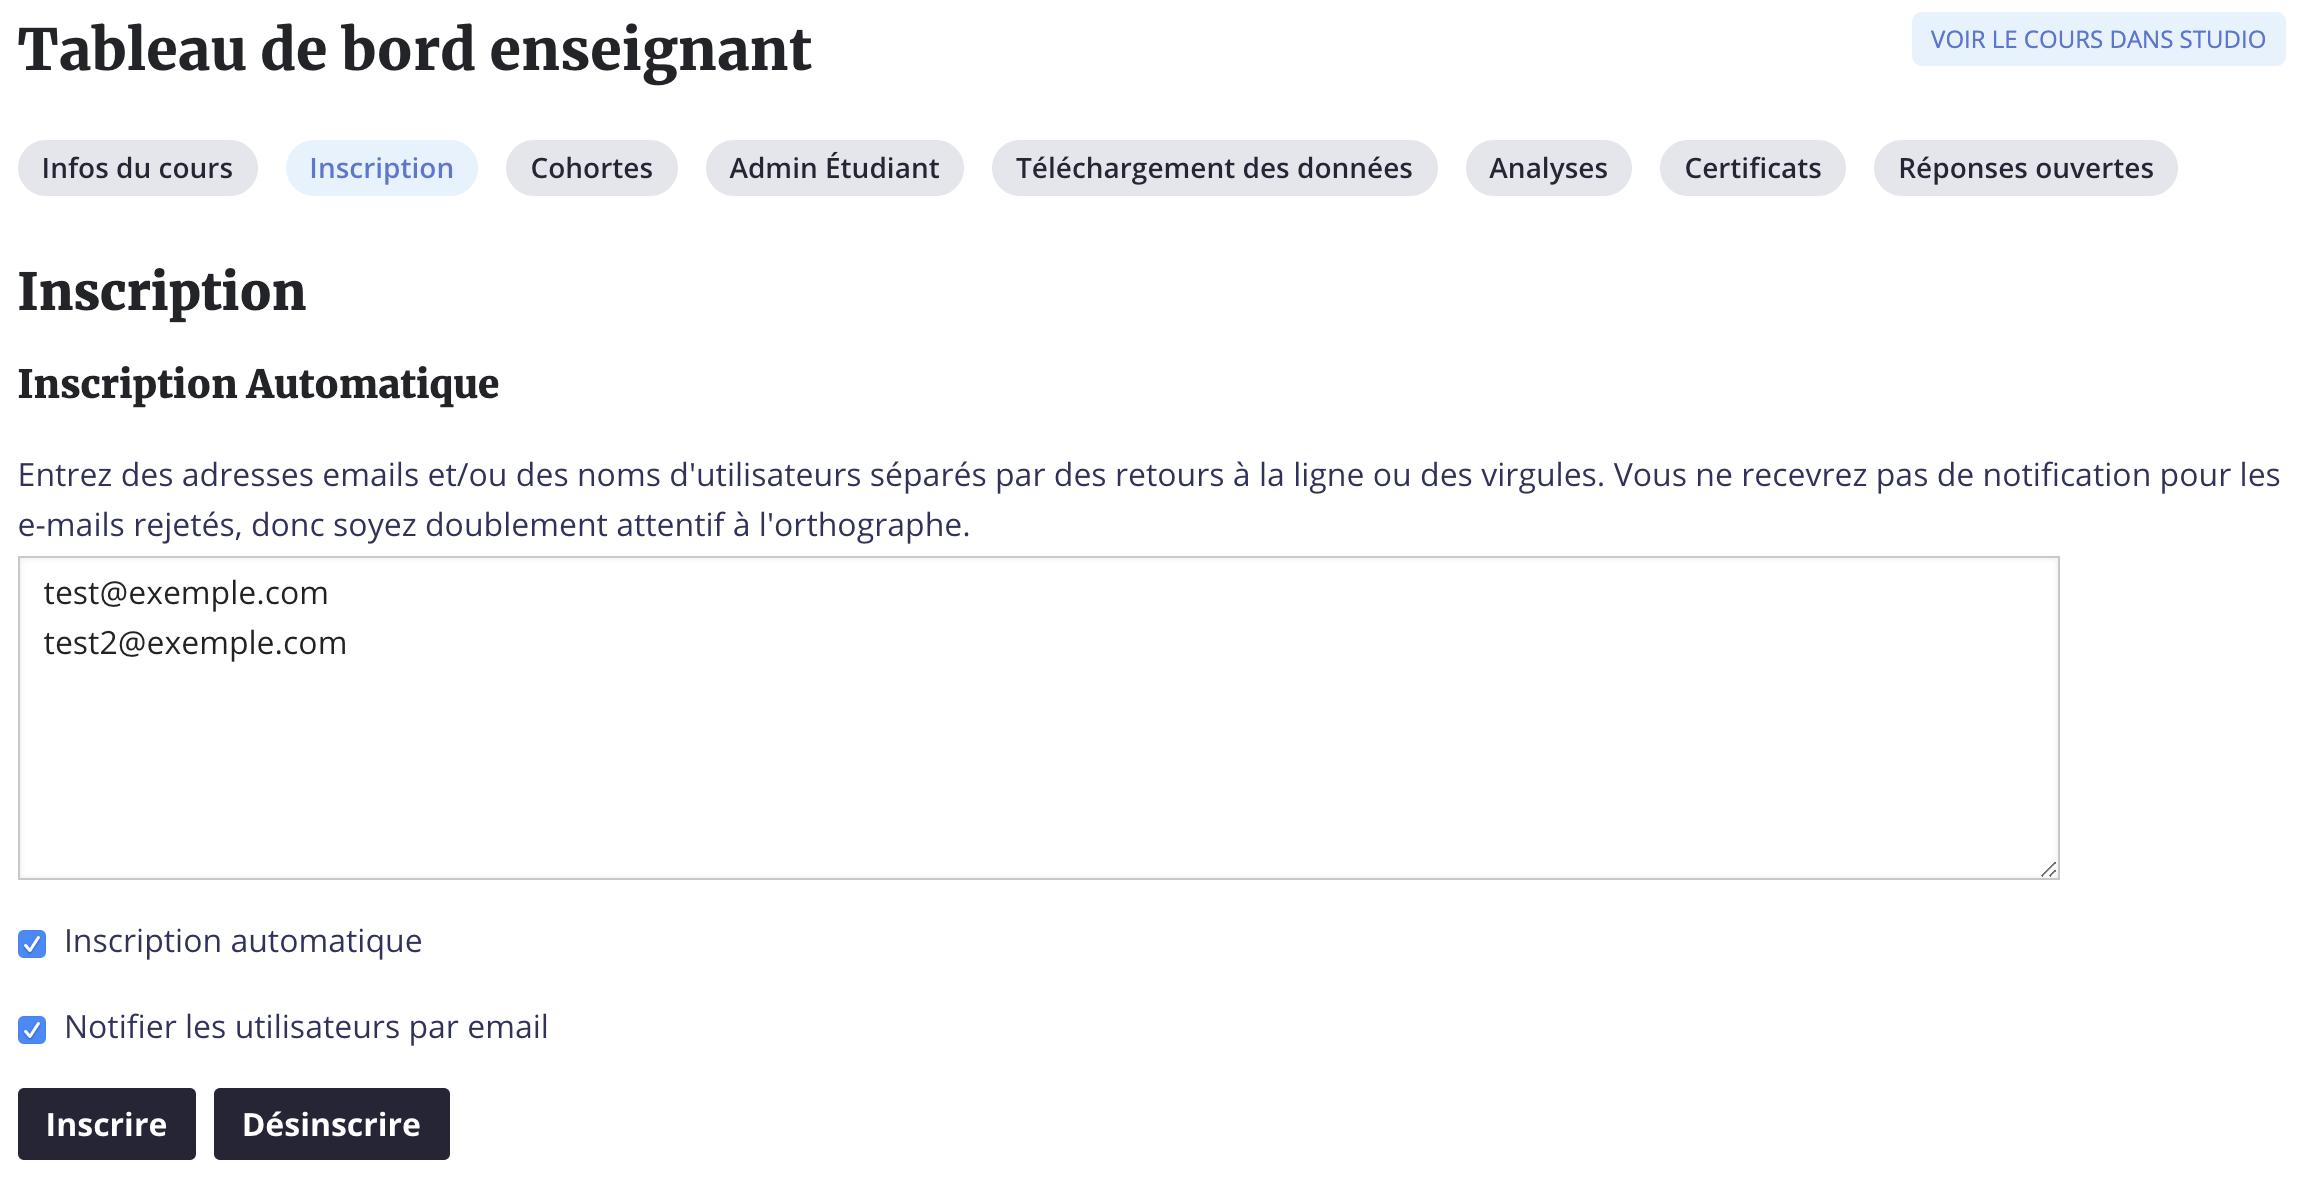 Tableau de bord enseignant
VOIR LE COURS DANS STUDIO
Infos du cours
Inscription
Cohortes
Admin Étudiant
Téléchargement des données
Analyses
Certificats
Réponses ouvertes
Inscription
Inscription Automatique
Entrez des adresses emails et/ou des noms d'utilisateurs séparés par des retours à la ligne ou des virgules. Vous ne recevrez pas de notification pour les
e-mails rejetés, donc soyez doublement attentif à l'orthographe.
test@exemple.com
test2@exemple.com
Inscription automatique
Notifier les utilisateurs par email
Inscrire
Désinscrire